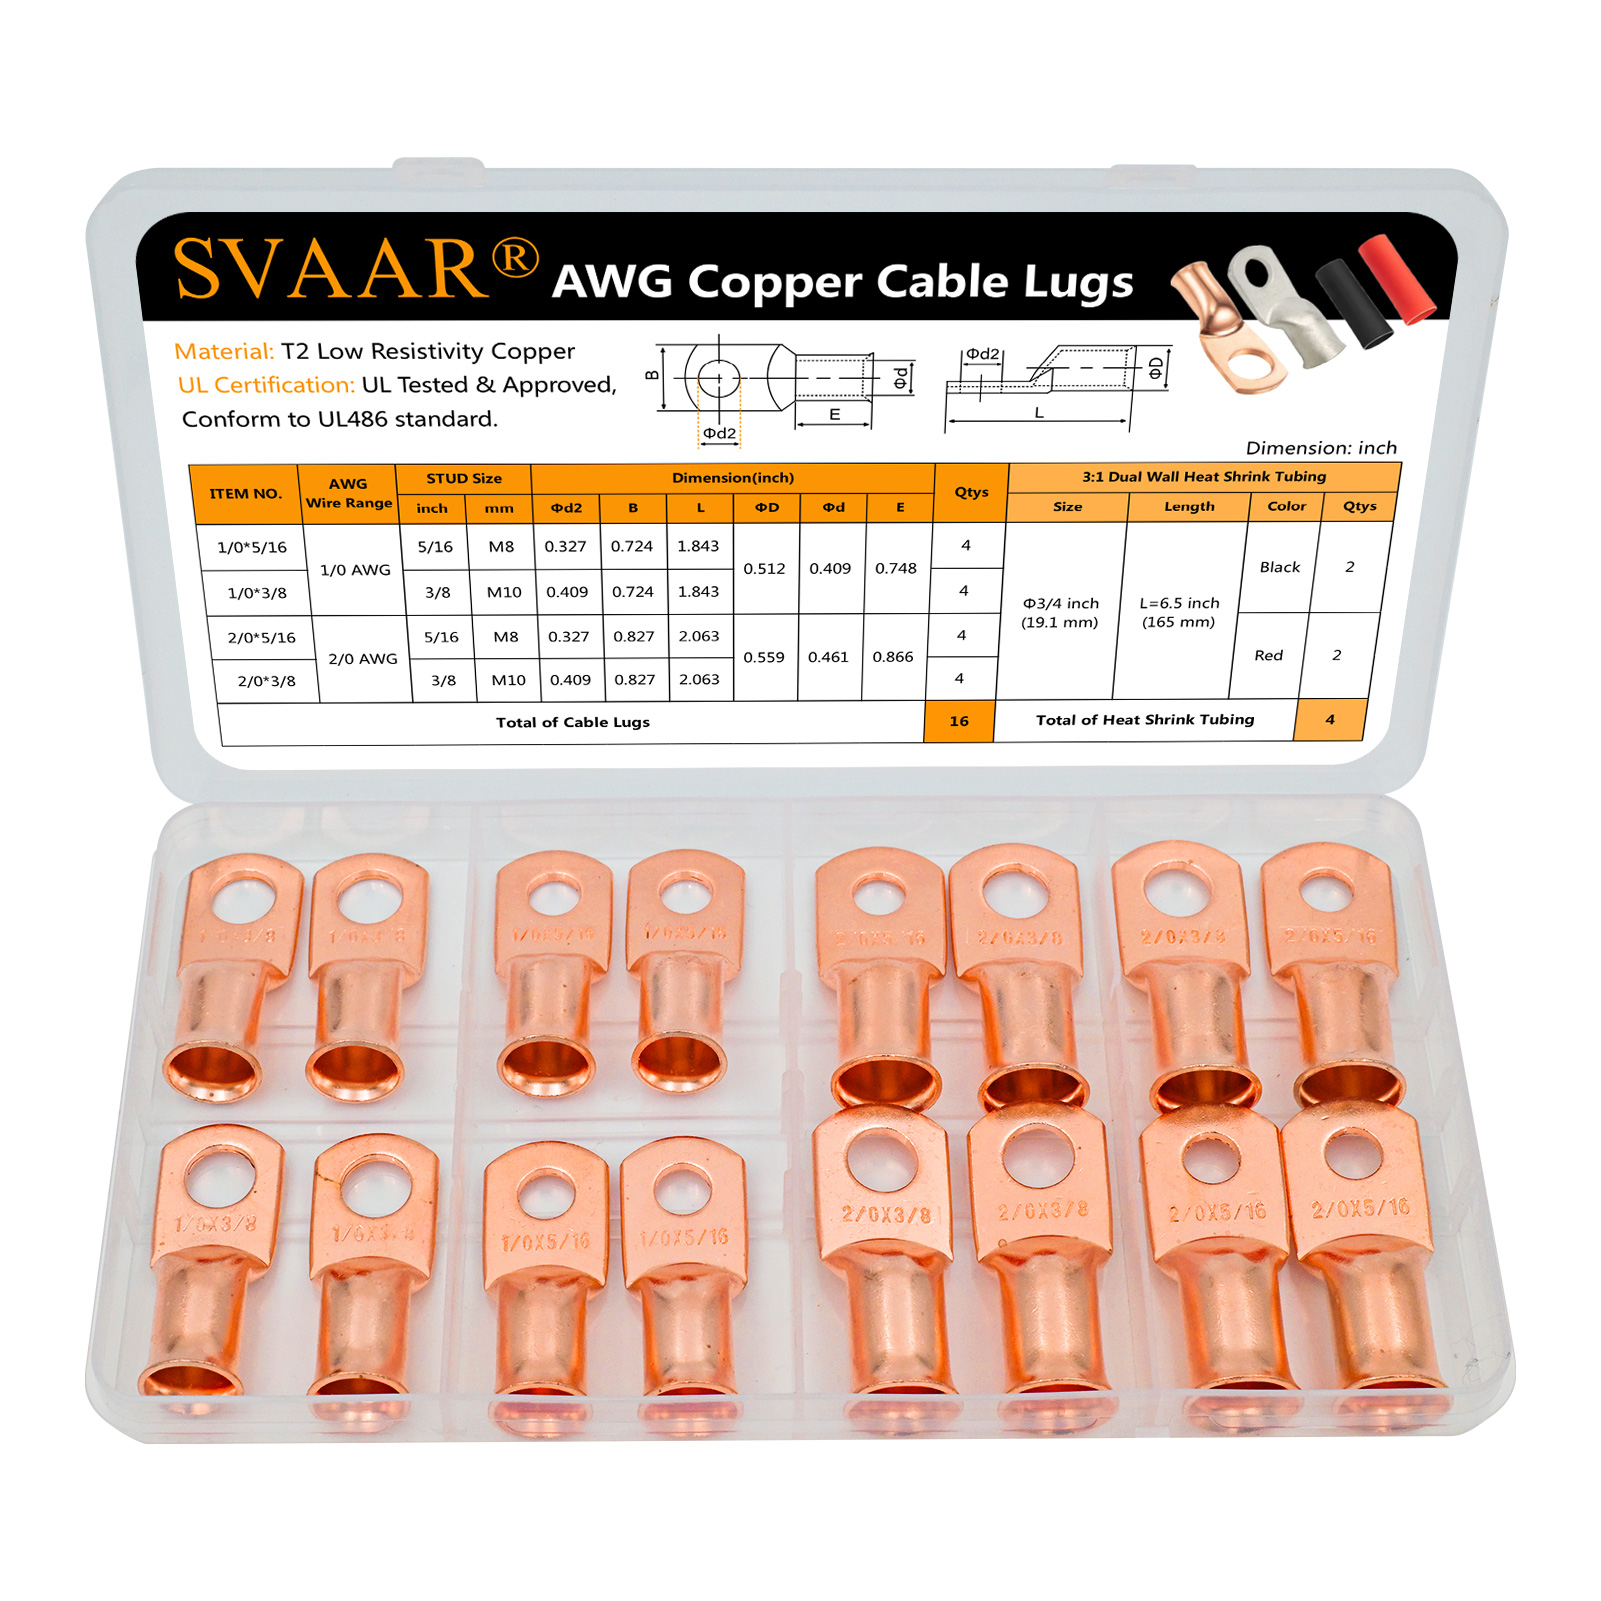 SVAAR® AWG Copper Cable Lugs
Material: T2 Low Resistivity Copper
UL Certification: UL Tested & Approved,
Conform to UL486 standard.
B
Φd2
E
Φd
Φd2
L
ΦD
Dimension: inch
ITEM NO. AWG Wire Range STUD Size Dimension(inch) Qtys 3:1 Dual Wall Heat Shrink Tubing
inch mm Φd2 B L ΦD Φd E Size Length Color Qtys
1/0*5/16 1/0 AWG 5/16 M8 0.327 0.724 1.843 0.512 0.409 0.748 4 Φ3/4 inch (19.1 mm) L=6.5 inch (165 mm) Black 2
1/0*3/8 3/8 M10 0.409 0.724 1.843 4
2/0*5/16 2/0 AWG 5/16 M8 0.327 0.827 2.063 0.559 0.461 0.866 4 Red 2
2/0*3/8 3/8 M10 0.409 0.827 2.063 4
Total of Cable Lugs 16 Total of Heat Shrink Tubing 4
1/0X3/8 1/0X3/8 1/0X5/16 1/0X5/16 2/0X5/16 2/0X3/8 2/0X3/8 2/0X5/16
1/0X3/8 1/0X3/8 1/0X5/16 1/0X5/16 2/0X3/8 2/0X3/8 2/0X5/16 2/0X5/16